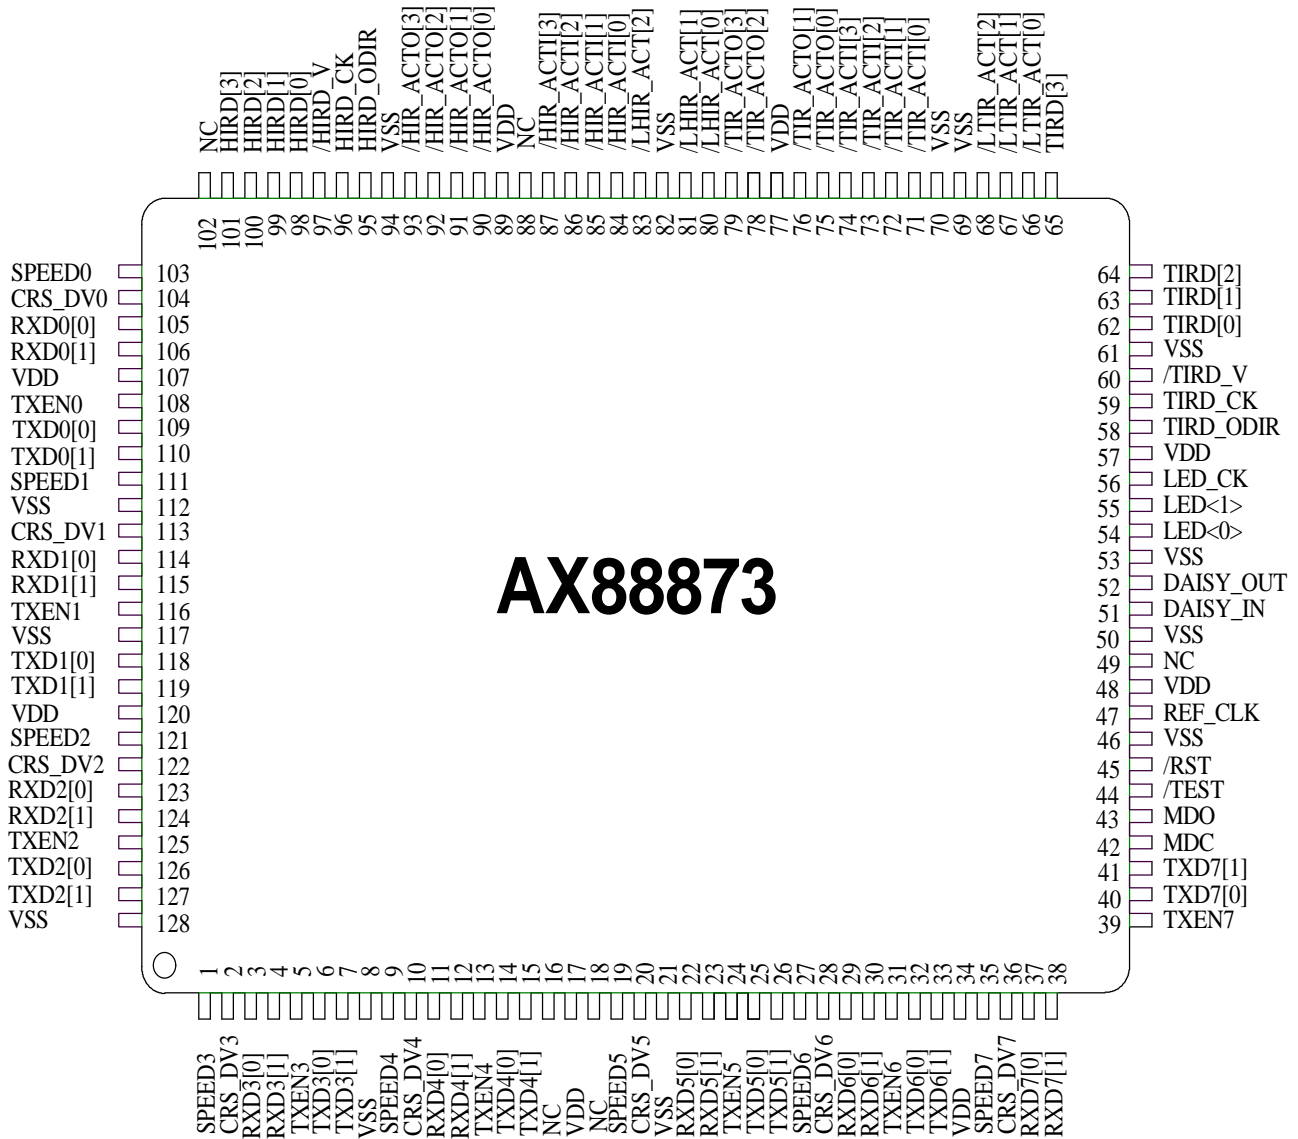 NC HIRD[3] HIRD[2] HIRD[1] HIRD[0] /HIRD_V HIRD_CK HIRD_ODIR VSS /HIR_ACTO[3] /HIR_ACTO[2] /HIR_ACTO[1] /HIR_ACTO[0] VDD NC /HIR_ACTI[3] /HIR_ACTI[2] /HIR_ACTI[1] /HIR_ACTI[0] /LHIR_ACT[2] VSS /LHIR_ACT[1] /LHIR_ACT[0] /TIR_ACTO[3] /TIR_ACTO[2] VDD /TIR_ACTO[1] /TIR_ACTO[0] /TIR_ACTI[3] /TIR_ACTI[2] /TIR_ACTI[1] /TIR_ACTI[0] VSS VSS /LTIR_ACT[2] /LTIR_ACT[1] /LTIR_ACT[0] TIRD[3]
102 101 100 99 98 97 96 95 94 93 92 91 90 89 88 87 86 85 84 83 82 81 80 79 78 77 76 75 74 73 72 71 70 69 68 67 66 65
SPEED0 103
CRS_DV0 104
RXD0[0] 105
RXD0[1] 106
VDD 107
TXEN0 108
TXD0[0] 109
TXD0[1] 110
SPEED1 111
VSS 112
CRS_DV1 113
RXD1[0] 114
RXD1[1] 115
TXEN1 116
VSS 117
TXD1[0] 118
TXD1[1] 119
VDD 120
SPEED2 121
CRS_DV2 122
RXD2[0] 123
RXD2[1] 124
TXEN2 125
TXD2[0] 126
TXD2[1] 127
VSS 128
AX88873
64 TIRD[2]
63 TIRD[1]
62 TIRD[0]
61 VSS
60 /TIRD_V
59 TIRD_CK
58 TIRD_ODIR
57 VDD
56 LED_CK
55 LED<1>
54 LED<0>
53 VSS
52 DAISY_OUT
51 DAISY_IN
50 VSS
49 NC
48 VDD
47 REF_CLK
46 VSS
45 /RST
44 /TEST
43 MDO
42 MDC
41 TXD7[1]
40 TXD7[0]
39 TXEN7
1 2 3 4 5 6 7 8 9 10 11 12 13 14 15 16 17 18 19 20 21 22 23 24 25 26 27 28 29 30 31 32 33 34 35 36 37 38
SPEED3 CRS_DV3 RXD3[0] RXD3[1] TXEN3 TXD3[0] TXD3[1] VSS SPEED4 CRS_DV4 RXD4[0] RXD4[1] TXEN4 TXD4[0] TXD4[1] NC VDD NC SPEED5 CRS_DV5 VSS RXD5[0] RXD5[1] TXEN5 TXD5[0] TXD5[1] SPEED6 CRS_DV6 RXD6[0] RXD6[1] TXEN6 TXD6[0] TXD6[1] VDD SPEED7 CRS_DV7 RXD7[0] RXD7[1]